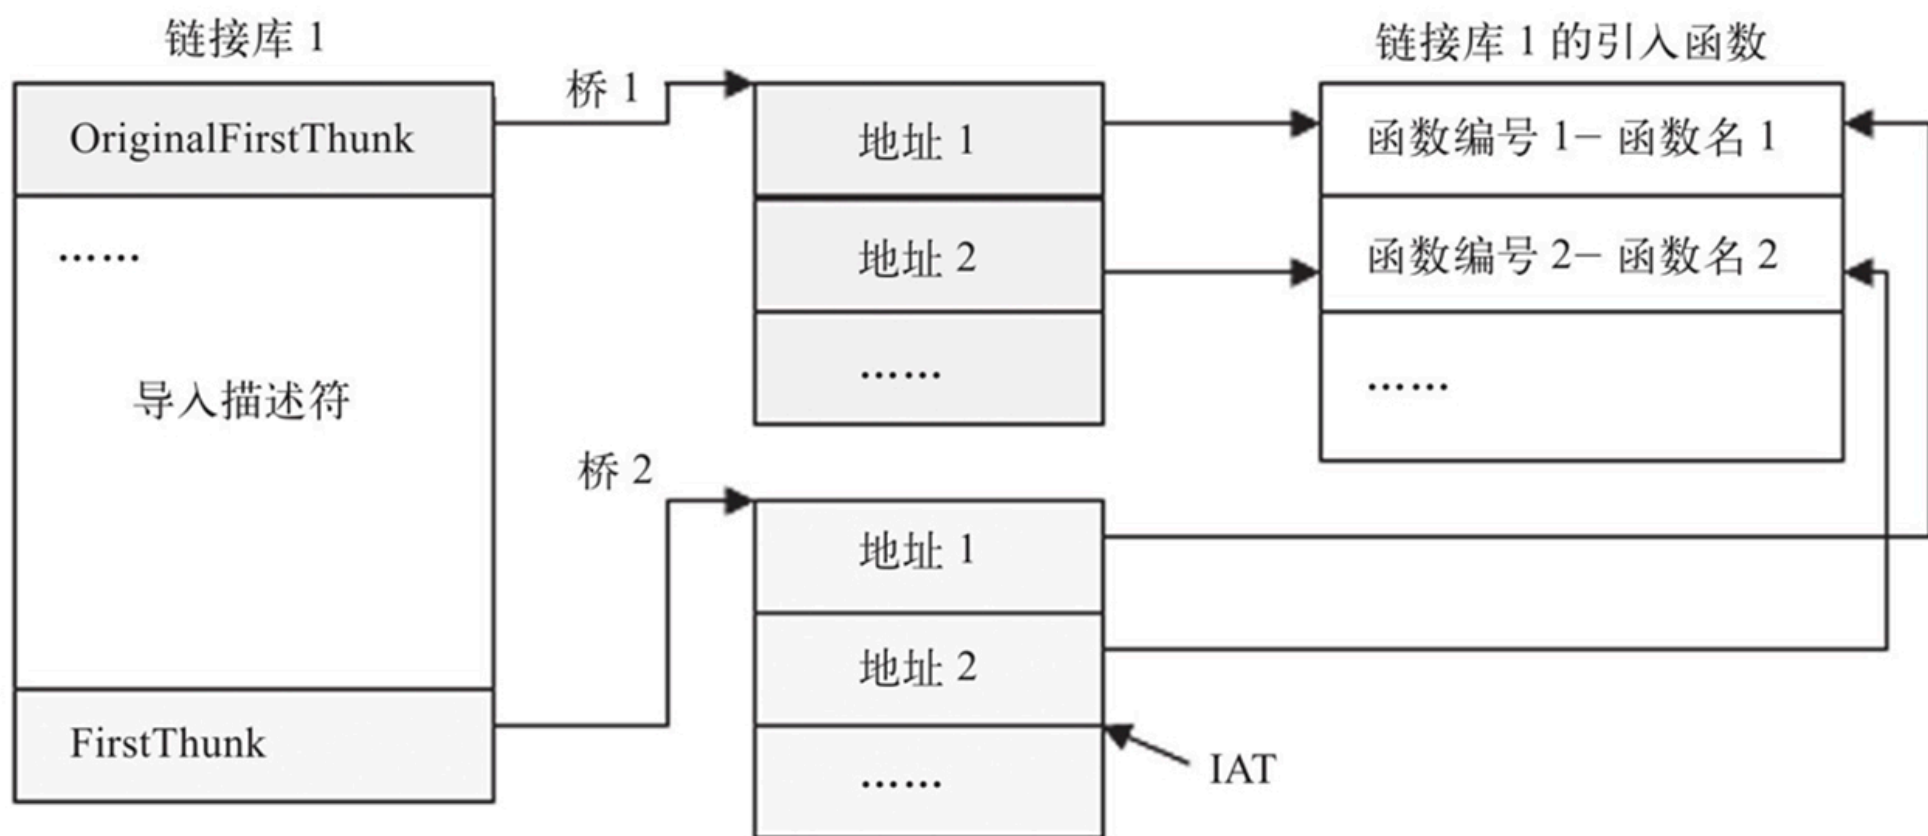 链接库 1
链接库 1 的引入函数
桥 1
OriginalFirstThunk
地址 1
函数编号 1– 函数名 1
……
地址 2
函数编号 2– 函数名 2
……
……
导入描述符
桥 2
地址 1
地址 2
FirstThunk
IAT
……